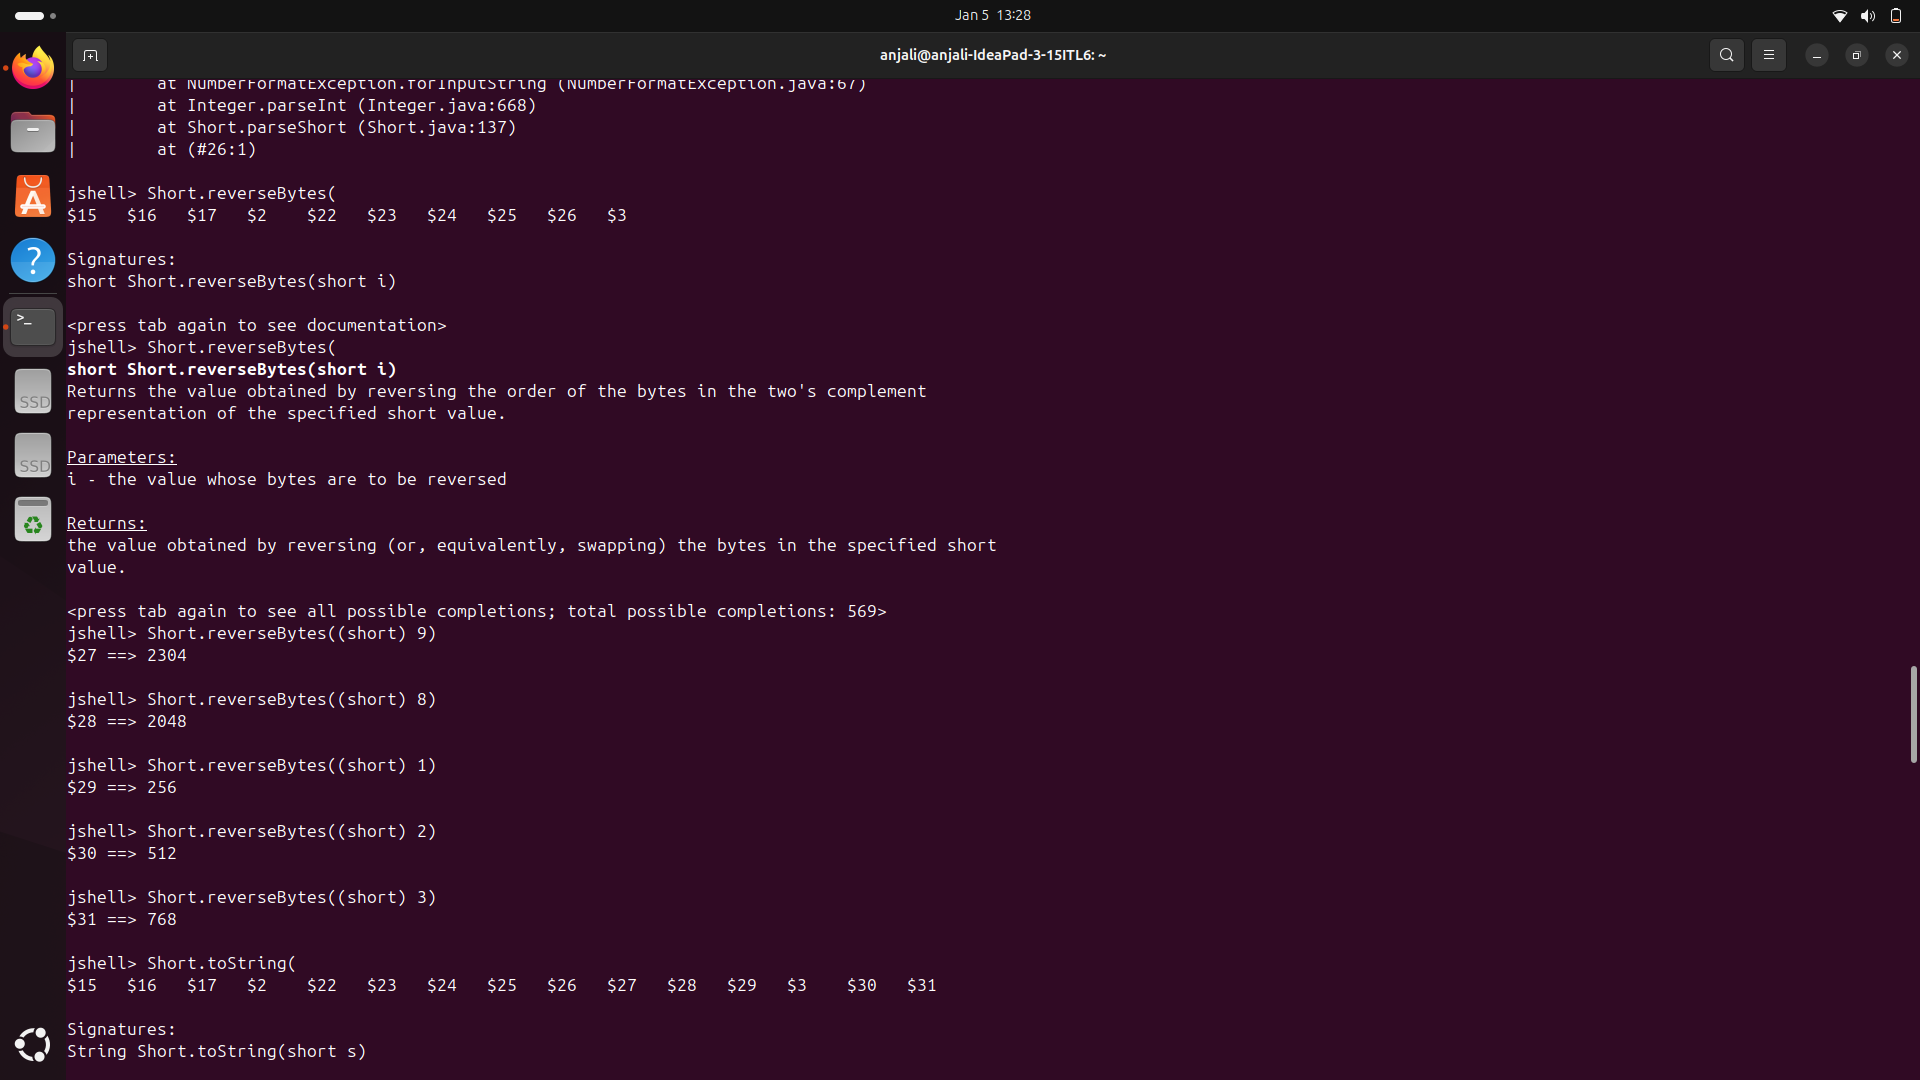 Jan 5 13:28
anjali@anjali-IdeaPad-3-15ITL6: ~
| at NumberFormatException.forInputString (NumberFormatException.java:67)
| at Integer.parseInt (Integer.java:668)
| at Short.parseShort (Short.java:137)
| at (#26:1)
jshell> Short.reverseBytes(
$15 $16 $17 $2 $22 $23 $24 $25 $26 $3
Signatures:
short Short.reverseBytes(short i)
<press tab again to see documentation>
jshell> Short.reverseBytes(
short Short.reverseBytes(short i)
Returns the value obtained by reversing the order of the bytes in the two's complement
representation of the specified short value.
Parameters:
i - the value whose bytes are to be reversed
Returns:
the value obtained by reversing (or, equivalently, swapping) the bytes in the specified short
value.
<press tab again to see all possible completions; total possible completions: 569>
jshell> Short.reverseBytes((short) 9)
$27 ==> 2304
jshell> Short.reverseBytes((short) 8)
$28 ==> 2048
jshell> Short.reverseBytes((short) 1)
$29 ==> 256
jshell> Short.reverseBytes((short) 2)
$30 ==> 512
jshell> Short.reverseBytes((short) 3)
$31 ==> 768
jshell> Short.toString(
$15 $16 $17 $2 $22 $23 $24 $25 $26 $27 $28 $29 $3 $30 $31
Signatures:
String Short.toString(short s)
SSD
SSD